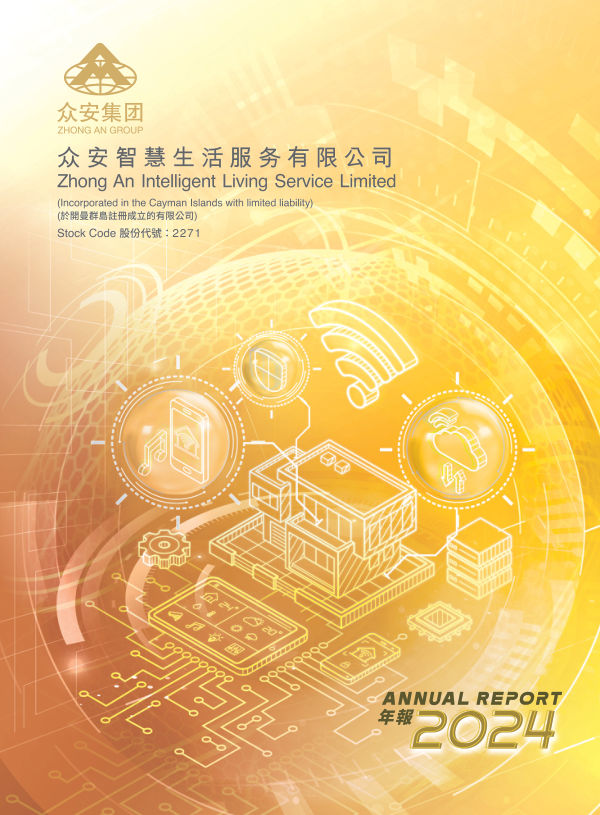 众安集团
ZHONG AN GROUP
众安智慧生活服务有限公司
Zhong An Intelligent Living Service Limited
(Incorporated in the Cayman Islands with limited liability)
(於開曼群島註冊成立的有限公司)
Stock Code 股份代號：2271
ANNUAL REPORT
年報 2024